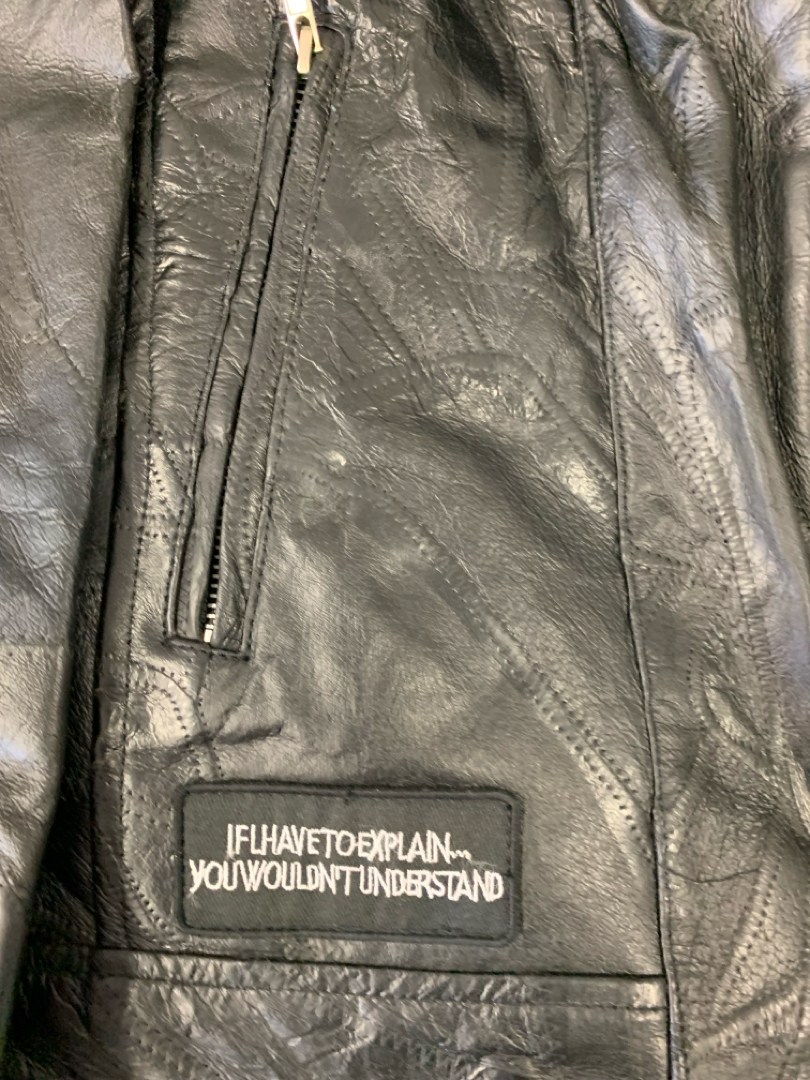 IF I HAVE TO EXPLAIN...
YOU WOULDN'T UNDERSTAND